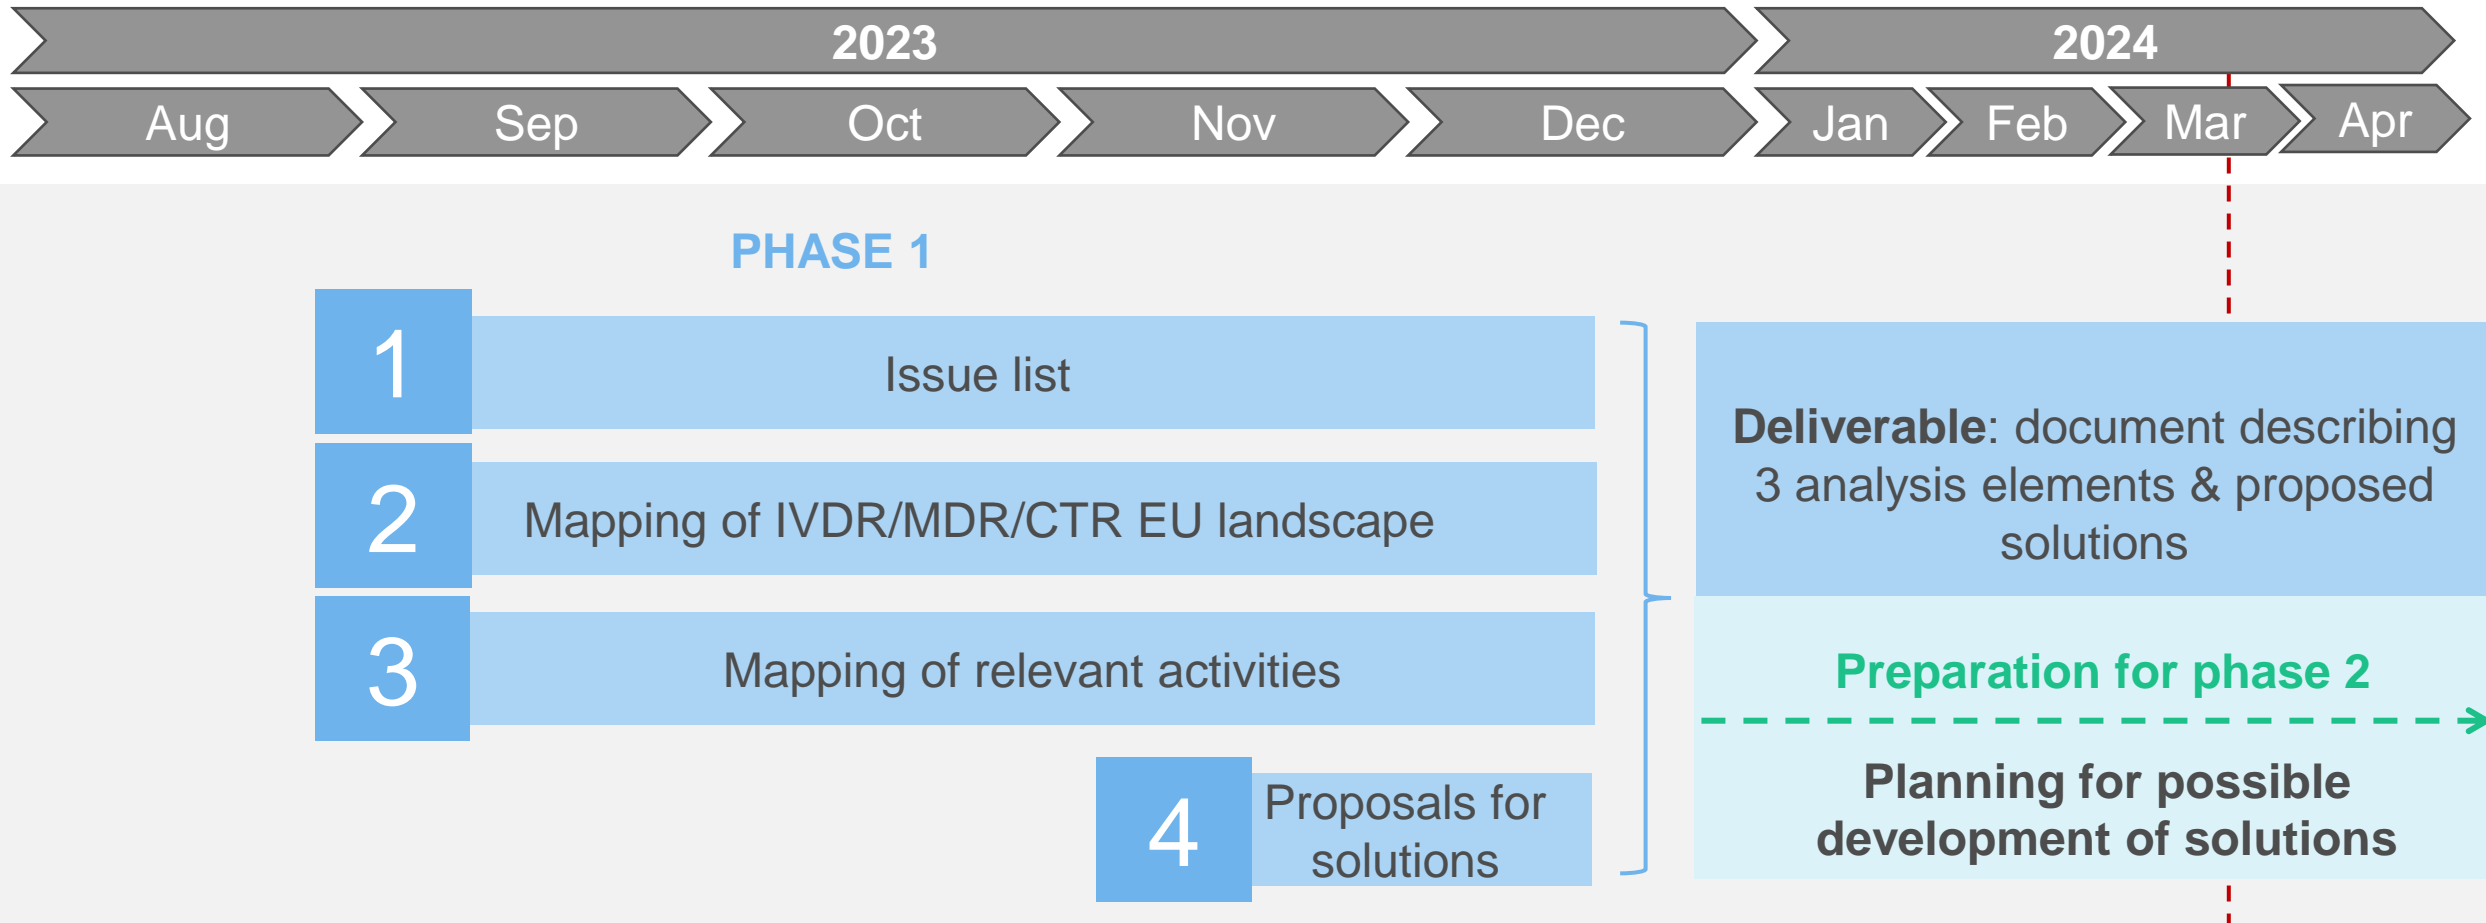 2023
2024
Aug
Sep
Oct
Nov
Dec
Jan
Feb
Mar
Apr
PHASE 1
1
Issue list
2
Mapping of IVDR/MDR/CTR EU landscape
3
Mapping of relevant activities
4
Proposals for
solutions
Deliverable: document describing
3 analysis elements & proposed
solutions
Preparation for phase 2
Planning for possible
development of solutions